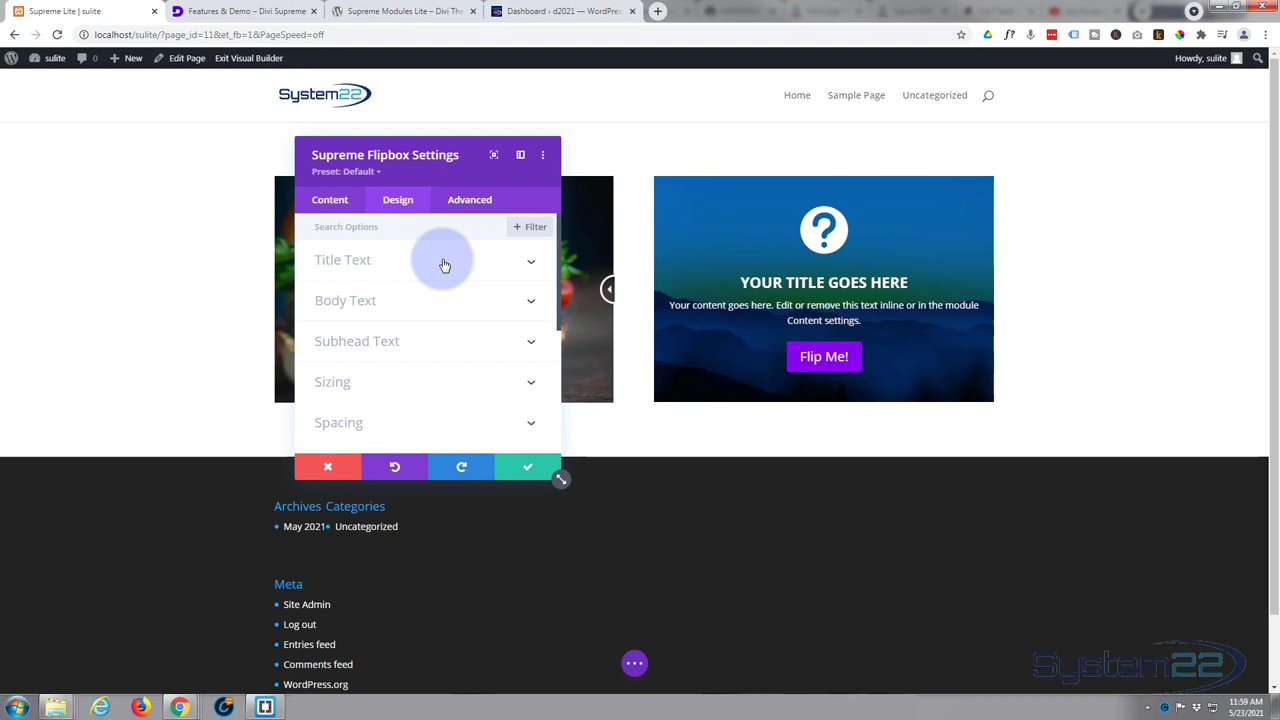 Supreme Lite | sulite
Features & Demo – Divi Supreme
Supreme Modules Lite – Divi The
Dashboard ‹ d2021 — WordPres
localhost/sulite/?page_id=11&et_fb=1&PageSpeed=off
sulite
0
New
Edit Page
Exit Visual Builder
Howdy, sulite
System22
Home
Sample Page
Uncategorized
Supreme Flipbox Settings
Preset: Default
Content
Design
Advanced
Search Options
+ Filter
Title Text
Body Text
Subhead Text
Sizing
Spacing
YOUR TITLE GOES HERE
Your content goes here. Edit or remove this text inline or in the module
Content settings.
Flip Me!
Archives Categories
May 2021
Uncategorized
Meta
Site Admin
Log out
Entries feed
Comments feed
WordPress.org
System22
11:59 AM
5/23/2021